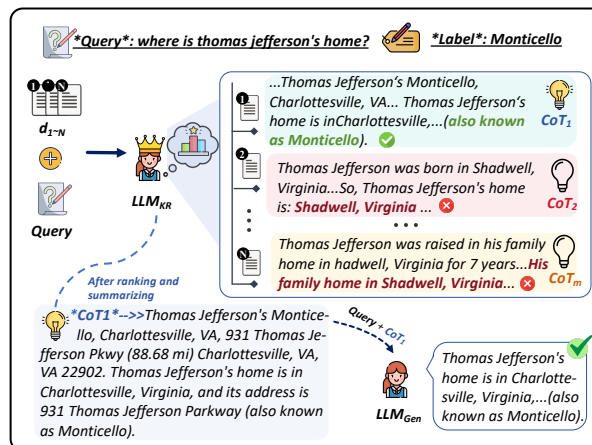 *Query*: where is thomas jefferson's home?
*Label*: Monticello
1 N
d1~N
Query
LLMKR
1
...Thomas Jefferson's Monticello,
Charlottesville, VA... Thomas Jefferson's
home is inCharlottesville,...(also known
as Monticello).
CoT1
2
Thomas Jefferson was born in Shadwell,
Virginia...So, Thomas Jefferson's home
is: Shadwell, Virginia ...
CoT2
...
...
N
Thomas Jefferson was raised in his family
home in hadwell, Virginia for 7 years...His
family home in Shadwell, Virginia...
CoTm
After ranking and
summarizing
*CoT1*-->>Thomas Jefferson's Montice-
llo, Charlottesville, VA, 931 Thomas Je-
fferson Pkwy (88.68 mi) Charlottesville, VA,
VA 22902. Thomas Jefferson's home is in
Charlottesville, Virginia, and its address is
931 Thomas Jefferson Parkway (also known
as Monticello).
Query + CoT1
LLMGen
Thomas Jefferson's
home is in Charlotte-
sville, Virginia,...(also
known as Monticello).